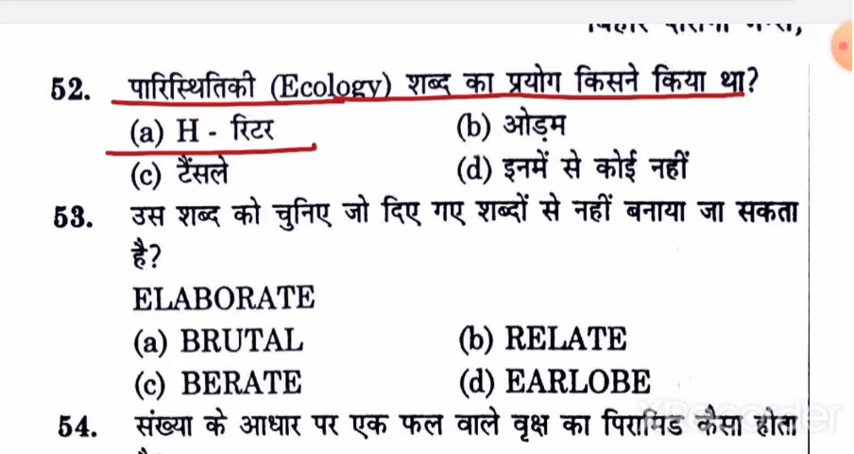 52. पारिस्थितिकी (Ecology) शब्द का प्रयोग किसने किया था?
(a) H - रिटर (b) ओड़म
(c) टैंसले (d) इनमें से कोई नहीं
53. उस शब्द को चुनिए जो दिए गए शब्दों से नहीं बनाया जा सकता
है?
ELABORATE
(a) BRUTAL (b) RELATE
(c) BERATE (d) EARLOBE
XRecorder
54. संख्या के आधार पर एक फल वाले वृक्ष का पिरामिड कैसा होता